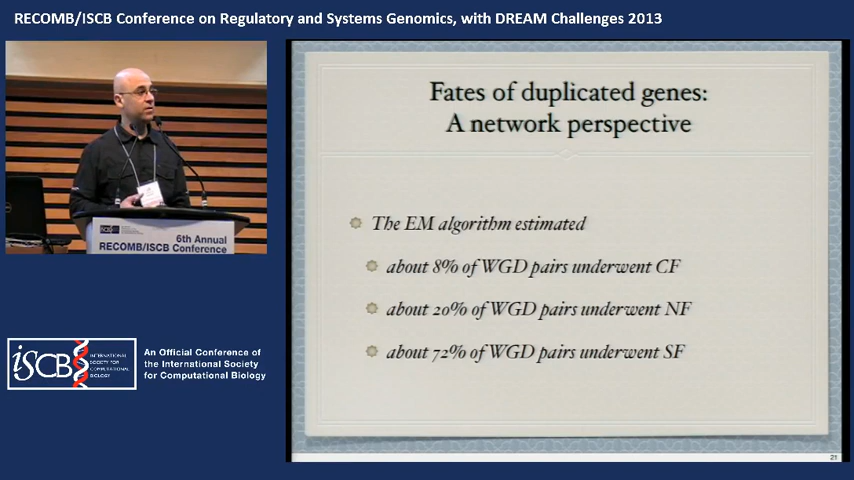 RECOMB/ISCB Conference on Regulatory and Systems Genomics, with DREAM Challenges 2013
Fates of duplicated genes:
A network perspective
The EM algorithm estimated
about 8% of WGD pairs underwent CF
about 20% of WGD pairs underwent NF
about 72% of WGD pairs underwent SF
21
6th Annual
RECOMB/ISCB Conference
iSCB
INTERNATIONAL
SOCIETY FOR
COMPUTATIONAL
BIOLOGY
An Official Conference of
the International Society
for Computational Biology